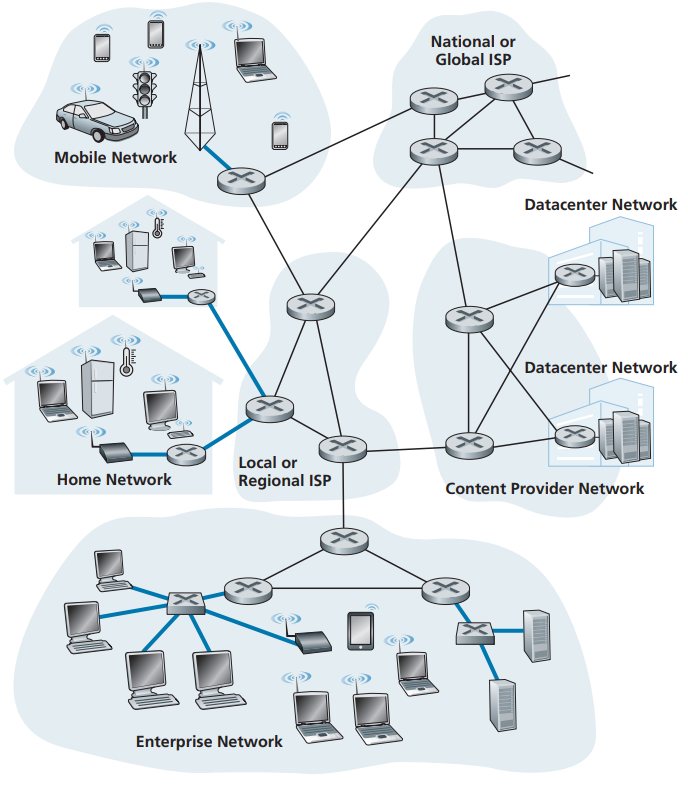 National or
Global ISP
Mobile Network
Datacenter Network
Datacenter Network
Local or
Regional ISP
Home Network
Content Provider Network
Enterprise Network